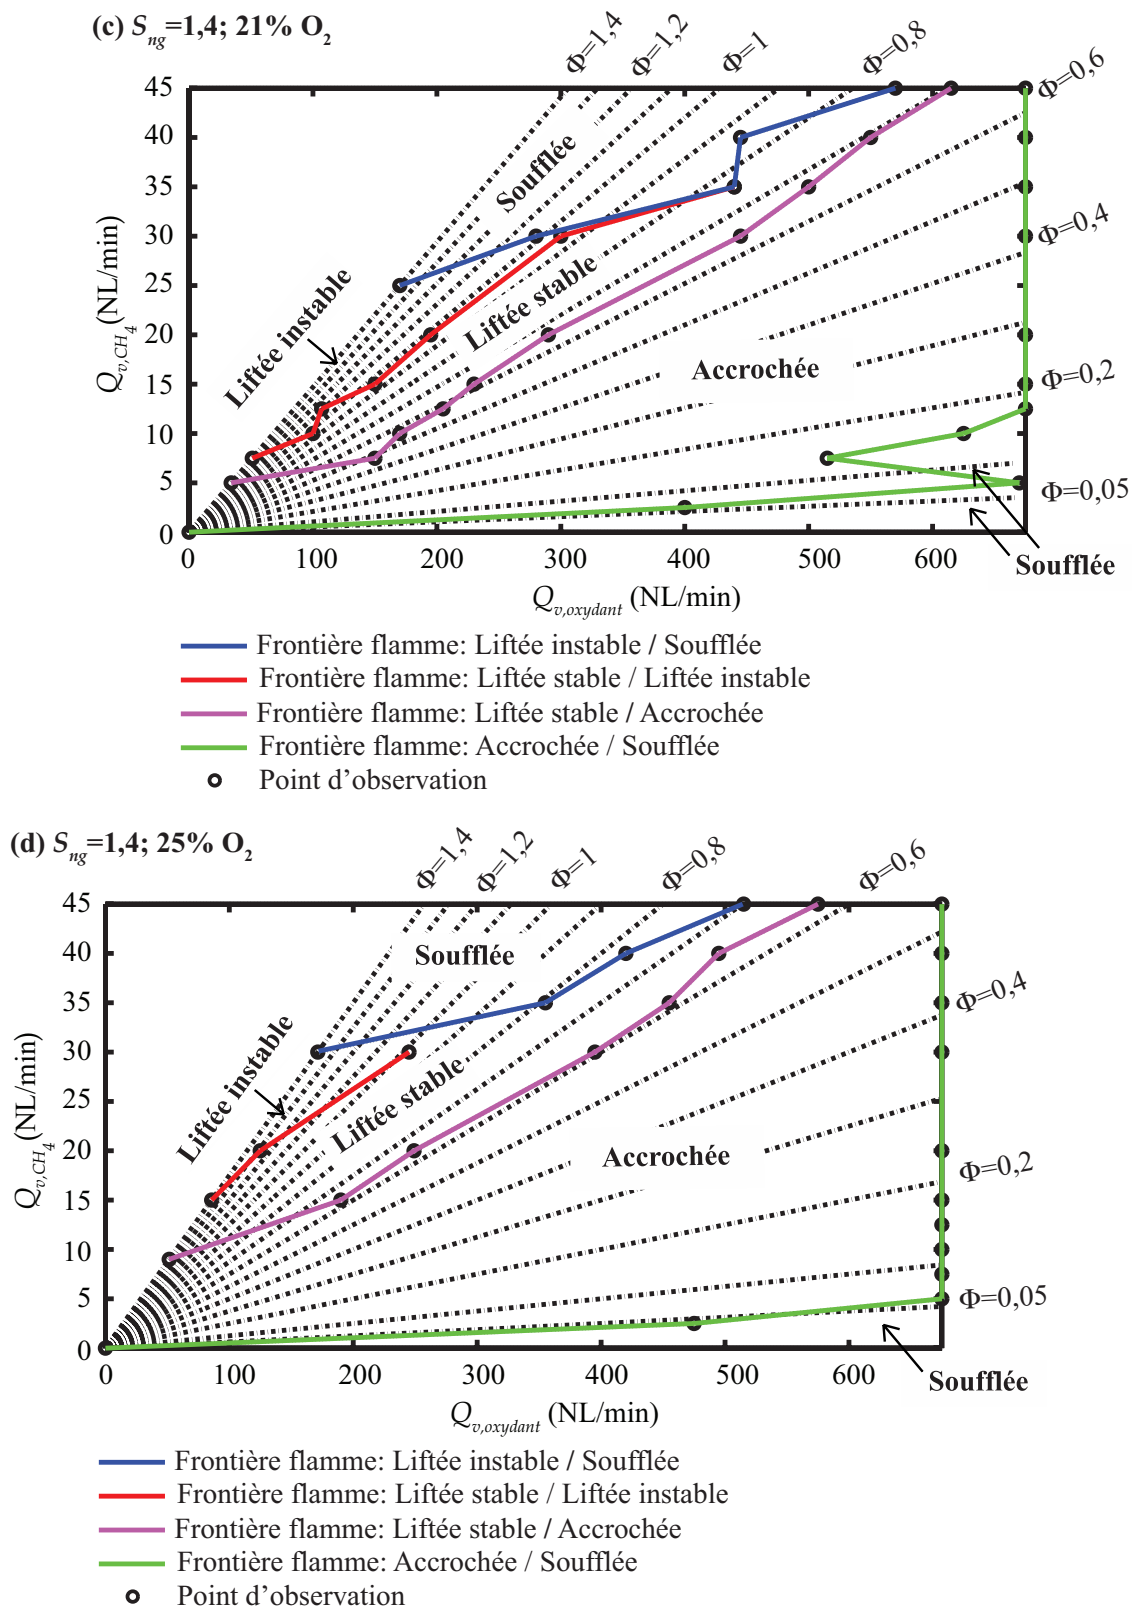 (c) Sng=1,4; 21% O2
Φ=1,4
Φ=1,2
Φ=1
Φ=0,8
Φ=0,6
Φ=0,4
Φ=0,2
Φ=0,05
45
40
35
30
25
20
15
10
5
0
Qv,CH4(NL/min)
Soufflée
Liftée instable
Liftée stable
Accrochée
Soufflée
0 100 200 300 400 500 600
Qv,oxydant (NL/min)
Frontière flamme: Liftée instable / Soufflée
Frontière flamme: Liftée stable / Liftée instable
Frontière flamme: Liftée stable / Accrochée
Frontière flamme: Accrochée / Soufflée
Point d'observation
(d) Sng=1,4; 25% O2
Φ=1,4
Φ=1,2
Φ=1
Φ=0,8
Φ=0,6
Φ=0,4
Φ=0,2
Φ=0,05
45
40
35
30
25
20
15
10
5
0
Qv,CH4(NL/min)
Soufflée
Liftée instable
Liftée stable
Accrochée
Soufflée
0 100 200 300 400 500 600
Qv,oxydant (NL/min)
Frontière flamme: Liftée instable / Soufflée
Frontière flamme: Liftée stable / Liftée instable
Frontière flamme: Liftée stable / Accrochée
Frontière flamme: Accrochée / Soufflée
Point d'observation